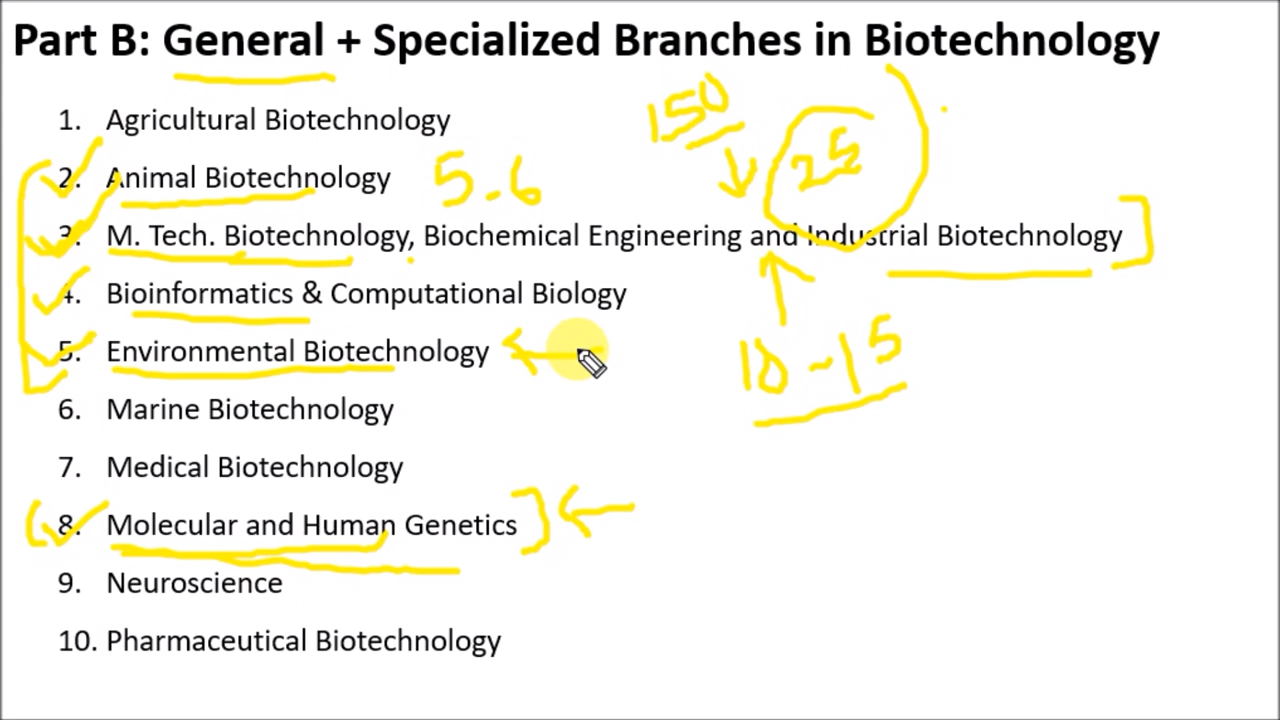 Part B: General + Specialized Branches in Biotechnology
1. Agricultural Biotechnology
150
25
2. Animal Biotechnology
5-6
3. M. Tech. Biotechnology, Biochemical Engineering and Industrial Biotechnology
4. Bioinformatics & Computational Biology
5. Environmental Biotechnology
10-15
6. Marine Biotechnology
7. Medical Biotechnology
8. Molecular and Human Genetics
9. Neuroscience
10. Pharmaceutical Biotechnology